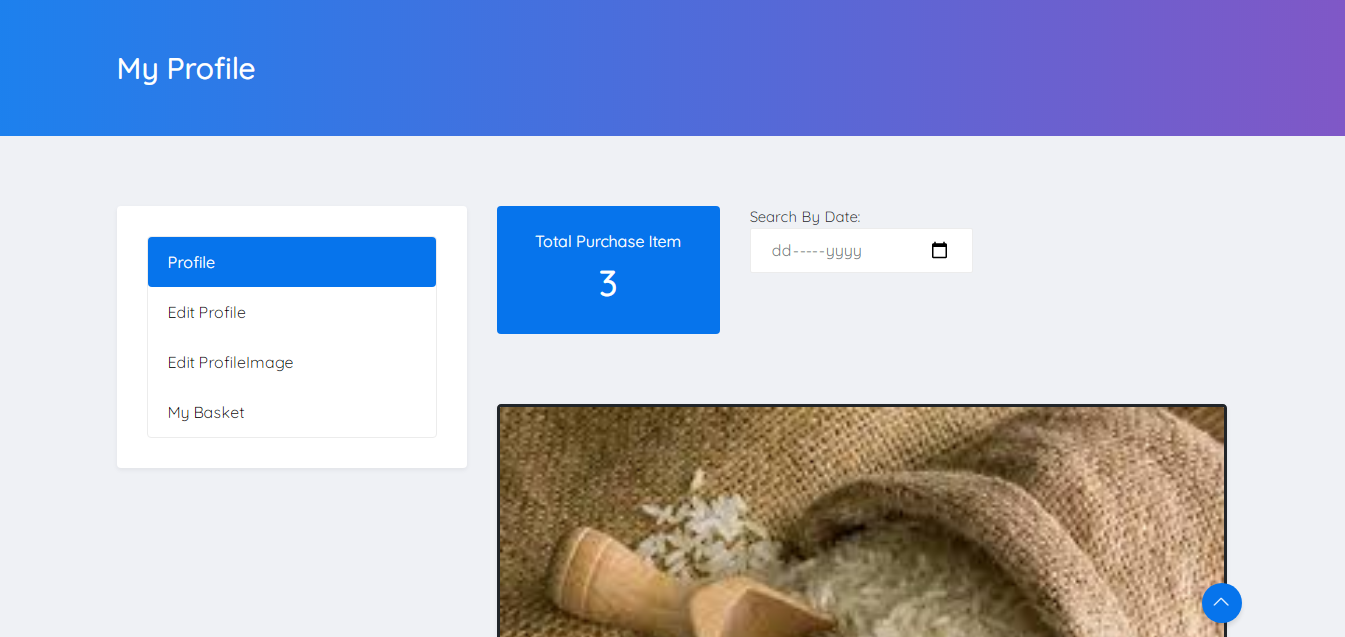 My Profile
Profile
Edit Profile
Edit ProfileImage
My Basket
Total Purchase Item
3
Search By Date:
dd-----yyyy